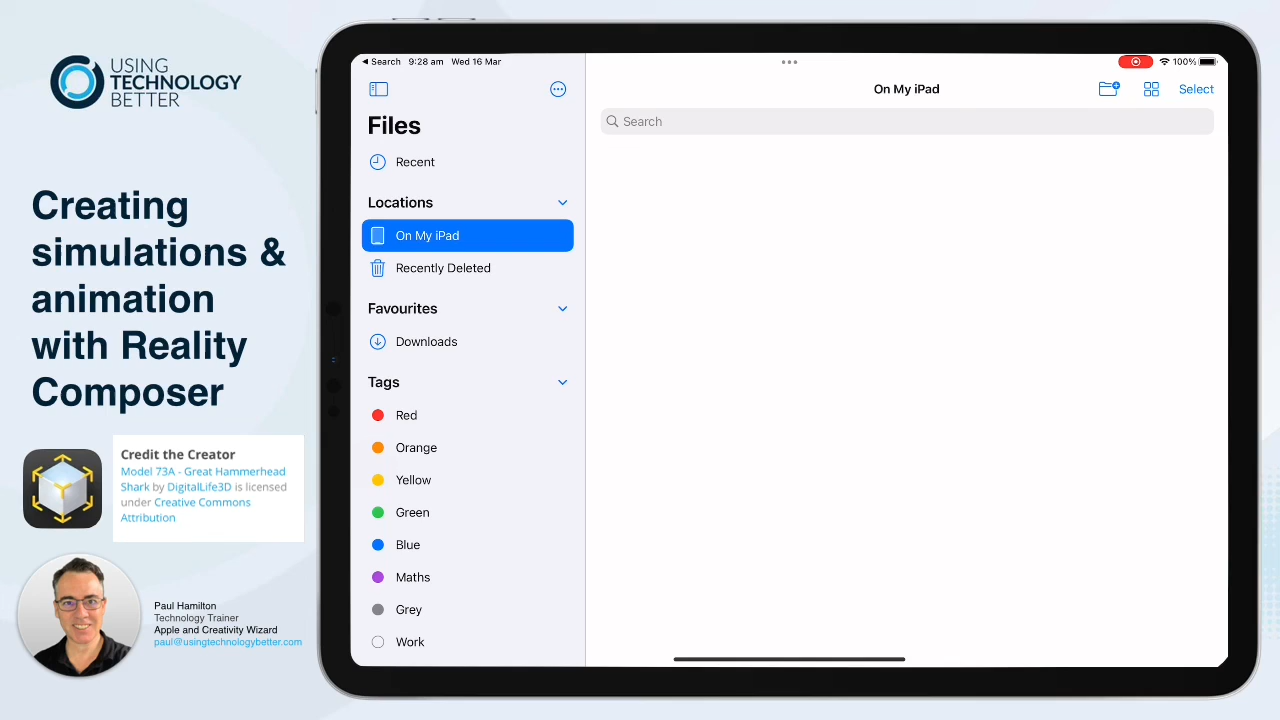 USING
TECHNOLOGY
BETTER
Creating
simulations &
animation
with Reality
Composer
Credit the Creator
Model 73A - Great Hammerhead
Shark by DigitalLife3D is licensed
under Creative Commons
Attribution
Paul Hamilton
Technology Trainer
Apple and Creativity Wizard
paul@usingtechnologybetter.com
Search 9:28 am Wed 16 Mar
100%
Files
Recent
Locations
On My iPad
Recently Deleted
Favourites
Downloads
Tags
Red
Orange
Yellow
Green
Blue
Maths
Grey
Work
On My iPad
Select
Search